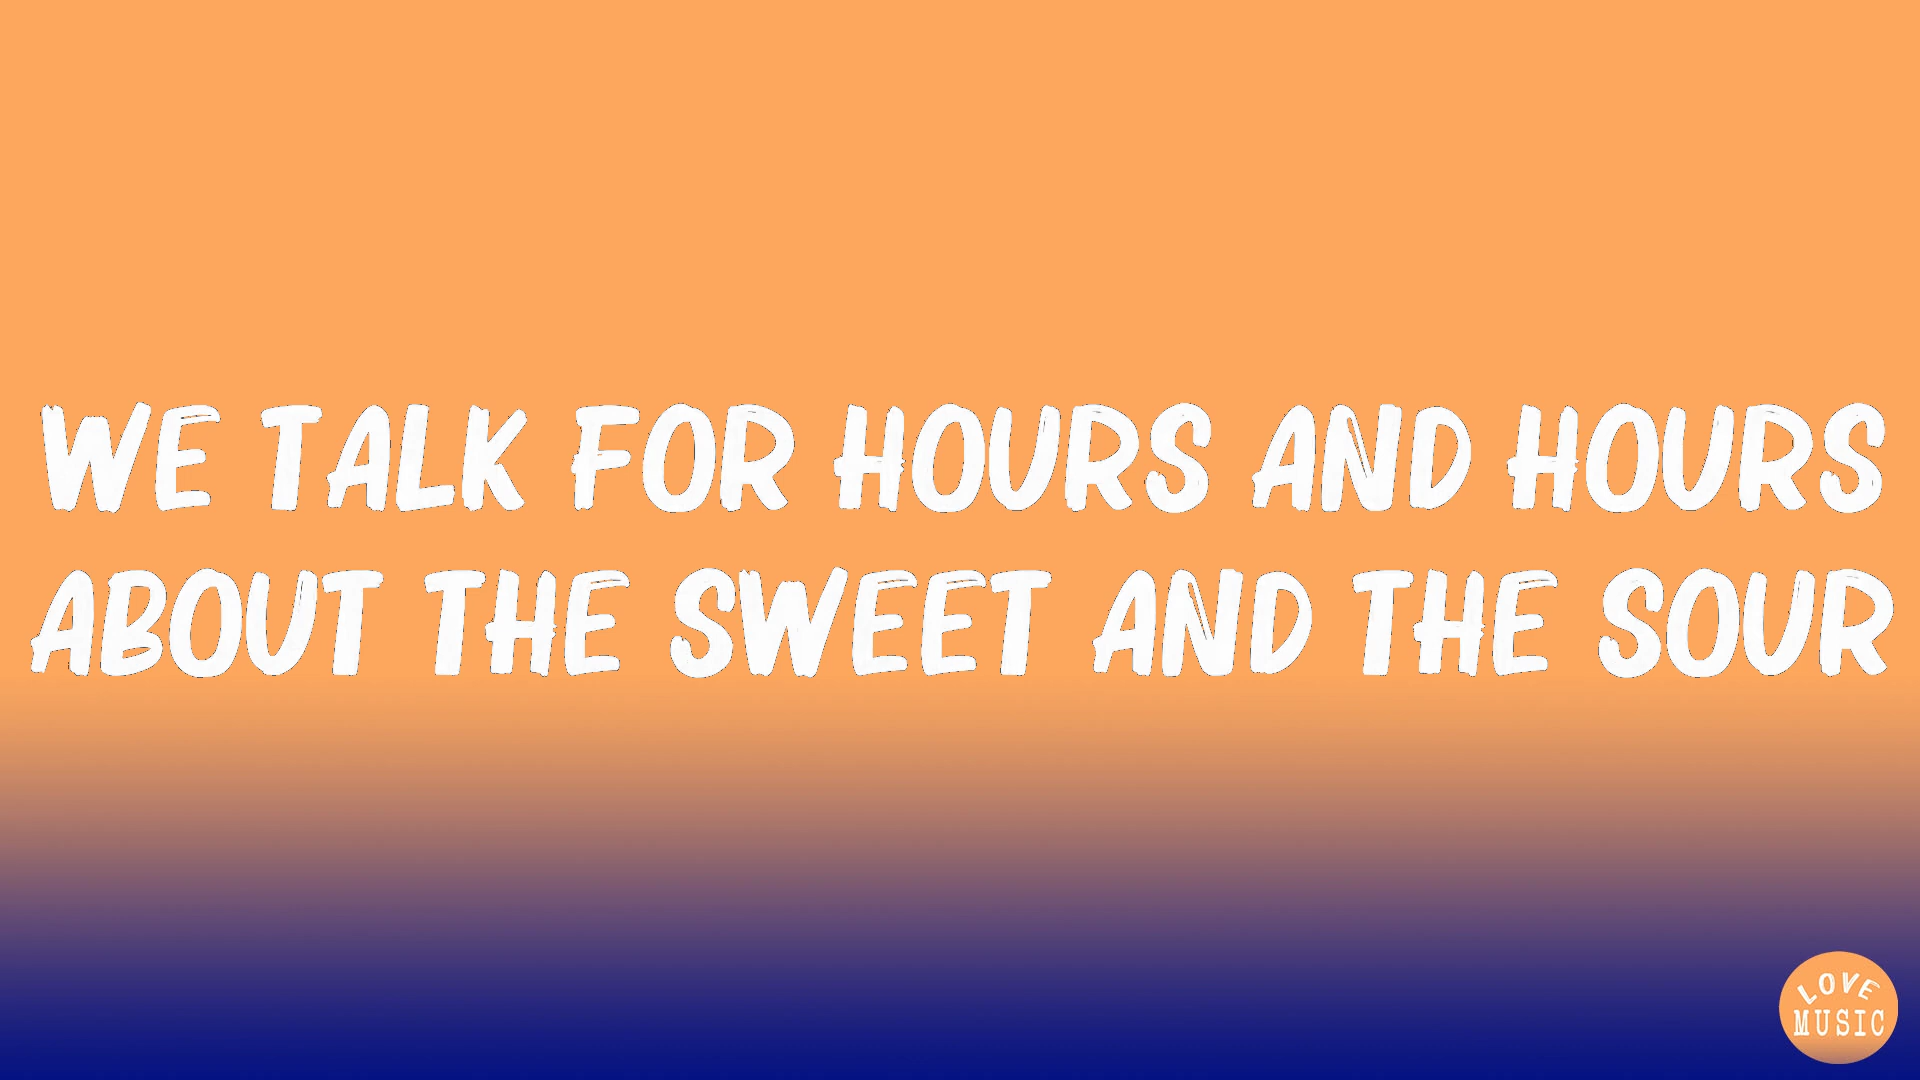 WE TALK FOR HOURS AND HOURS
ABOUT THE SWEET AND THE SOUR
LOVE
MUSIC